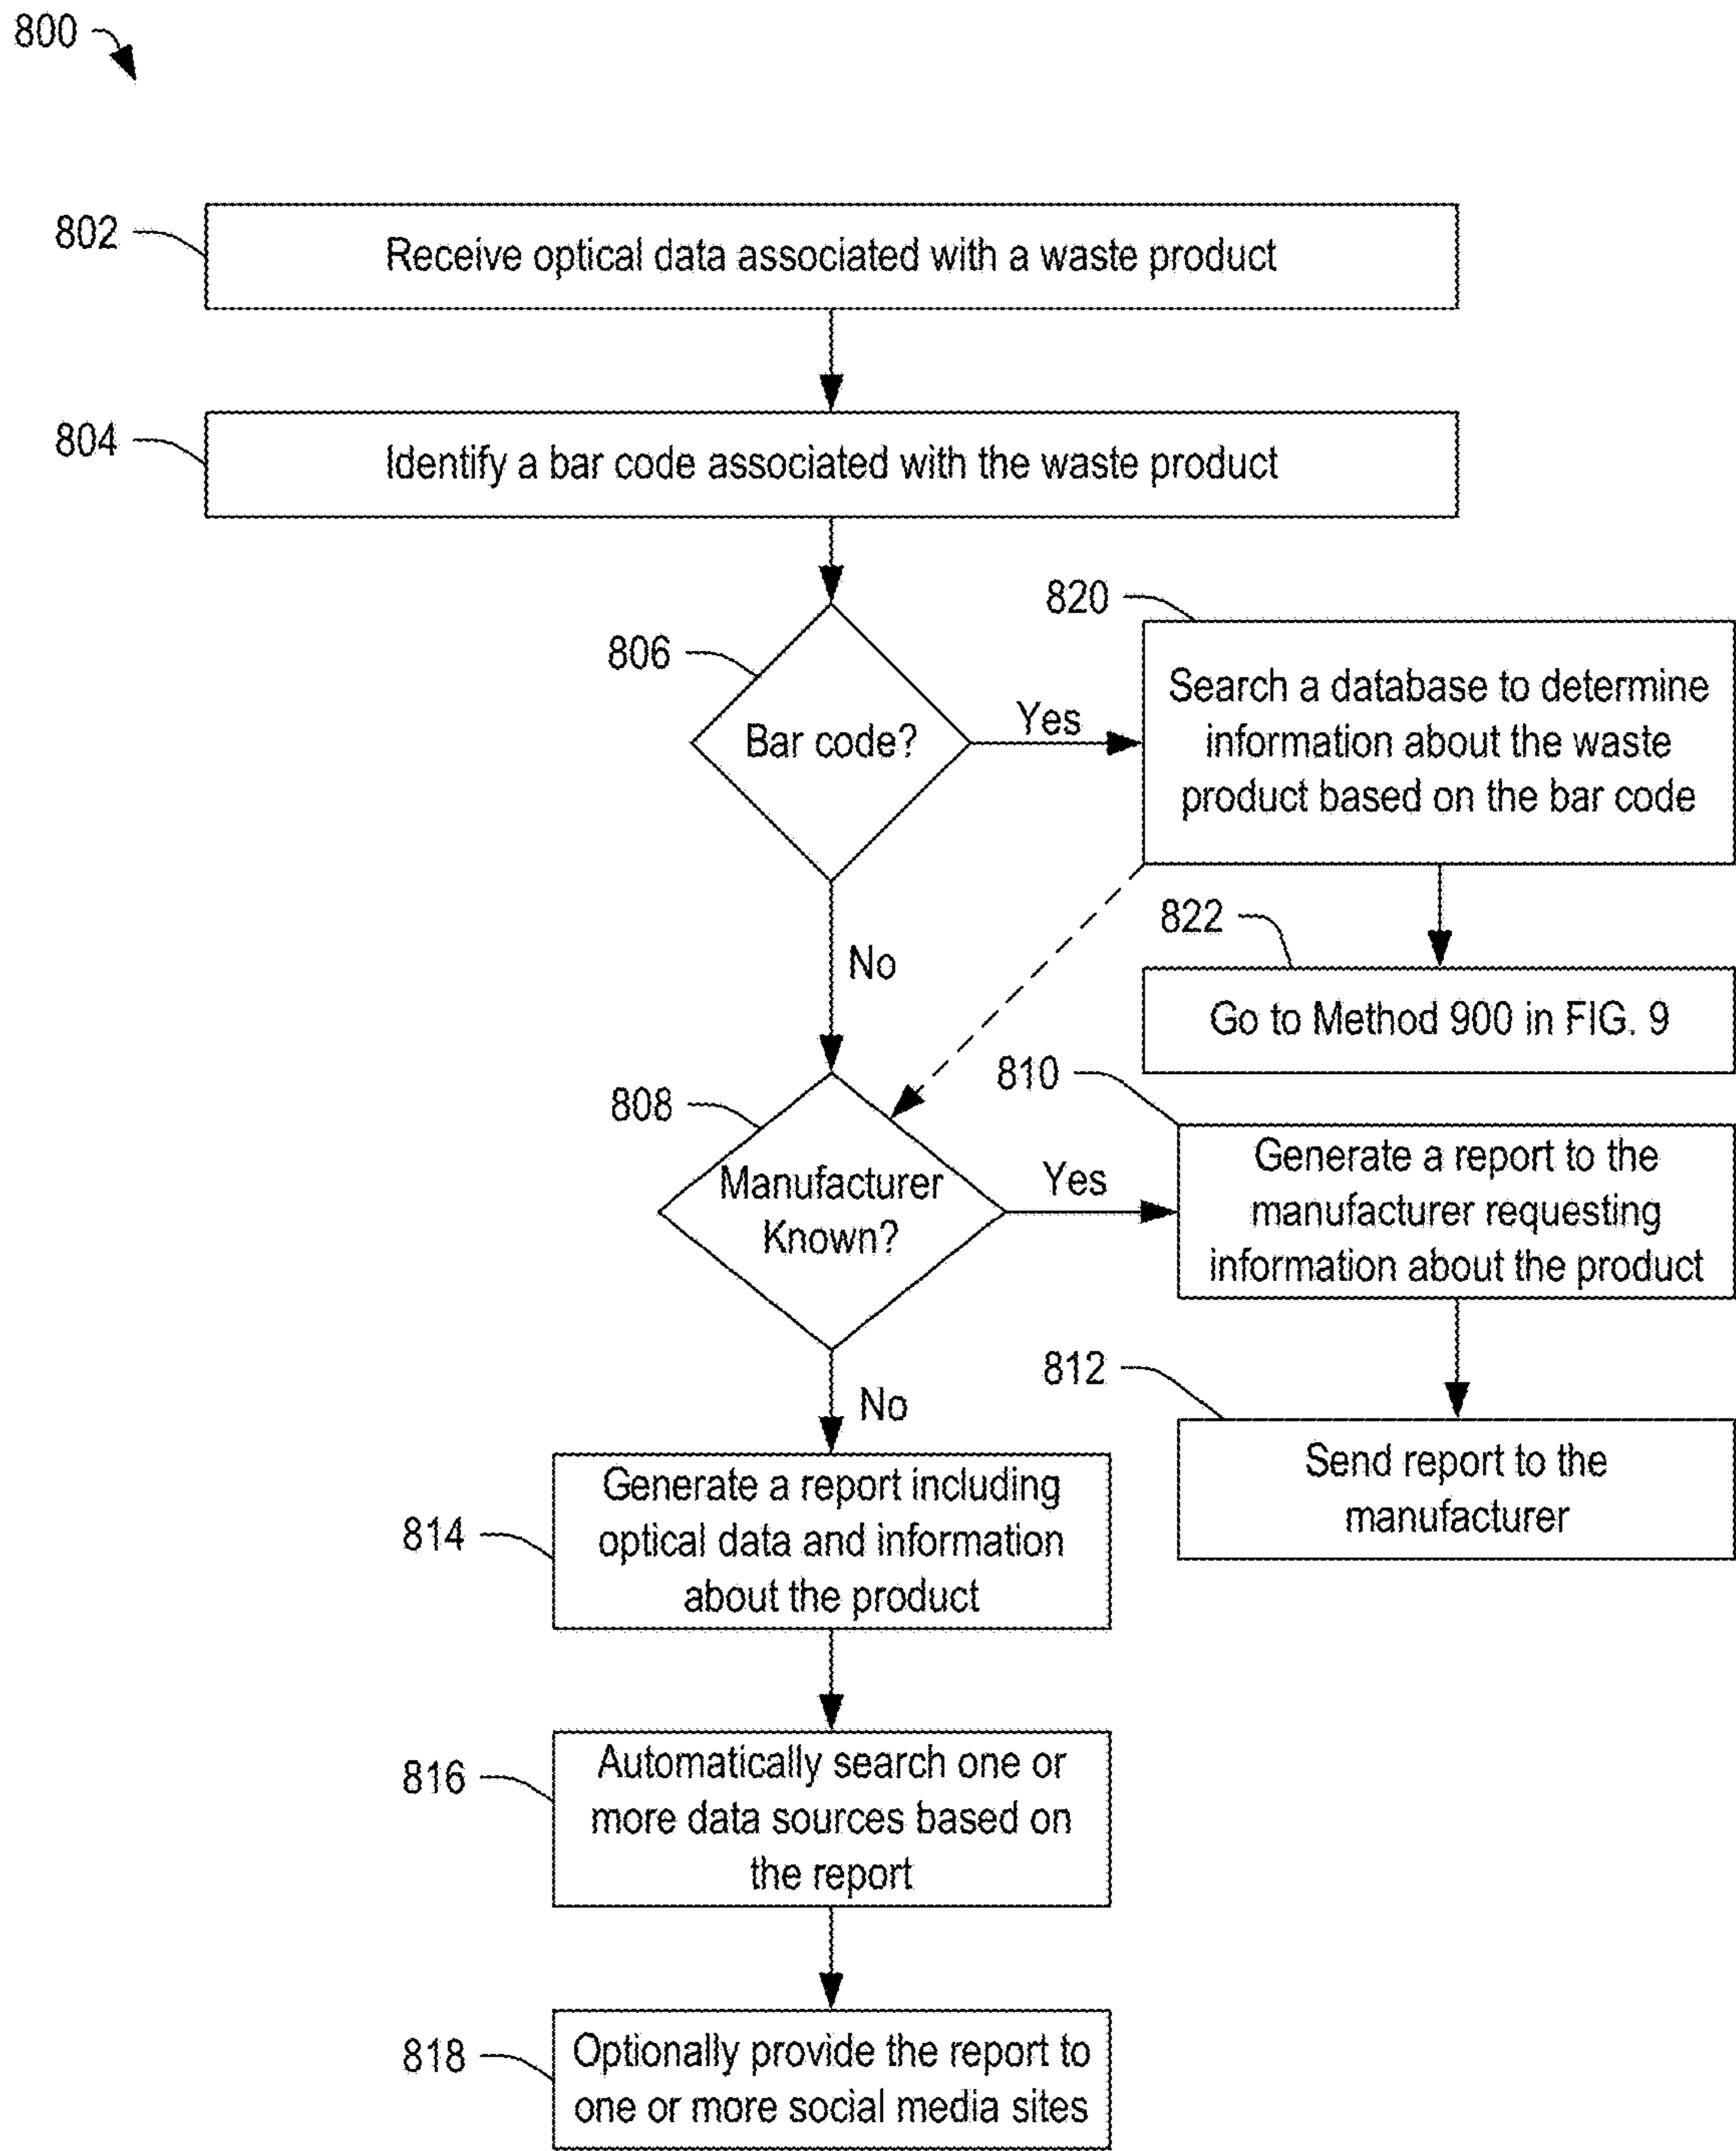 800
802
Receive optical data associated with a waste product
804
Identify a bar code associated with the waste product
806
Bar code?
Yes
820
Search a database to determine
information about the waste
product based on the bar code
822
Go to Method 900 in FIG. 9
No
808
Manufacturer
Known?
Yes
810
Generate a report to the
manufacturer requesting
information about the product
812
Send report to the
manufacturer
No
814
Generate a report including
optical data and information
about the product
816
Automatically search one or
more data sources based on
the report
818
Optionally provide the report to
one or more social media sites